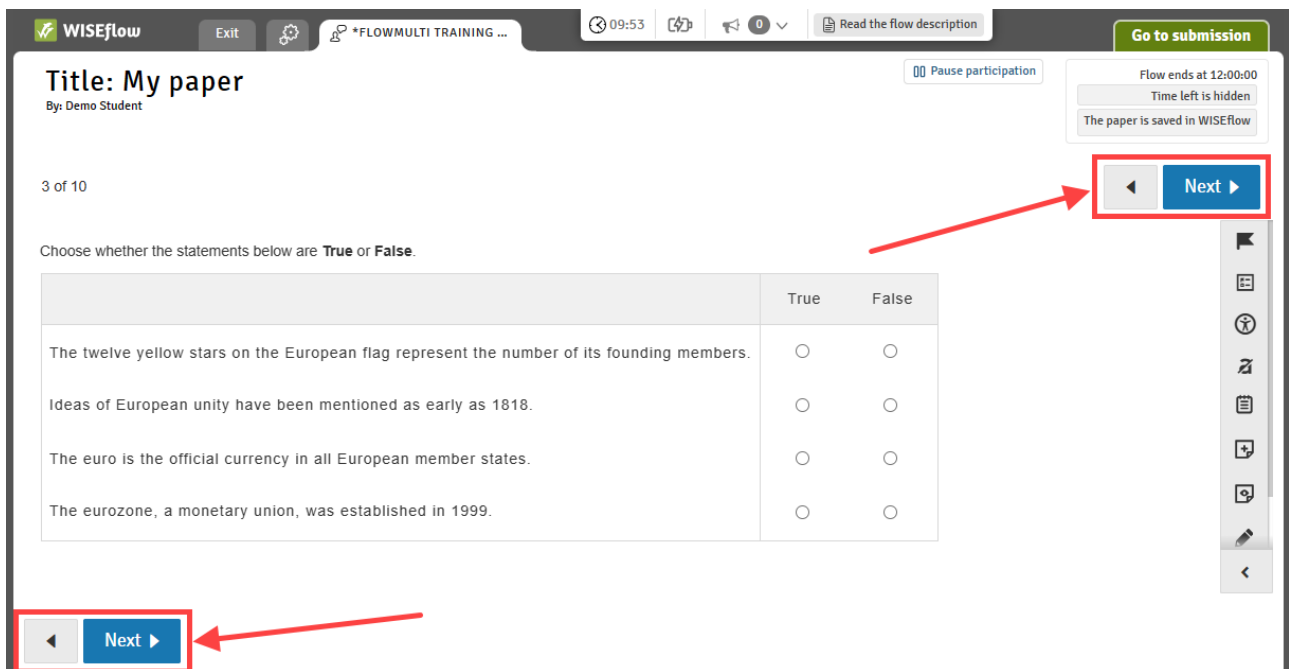 WISEflow
Exit
*FLOWMULTI TRAINING ...
09:53
0
Read the flow description
Go to submission
Title: My paper
By: Demo Student
Pause participation
Flow ends at 12:00:00
Time left is hidden
The paper is saved in WISEflow
3 of 10
Next
Choose whether the statements below are True or False.
True False
The twelve yellow stars on the European flag represent the number of its founding members.
Ideas of European unity have been mentioned as early as 1818.
The euro is the official currency in all European member states.
The eurozone, a monetary union, was established in 1999.
Next